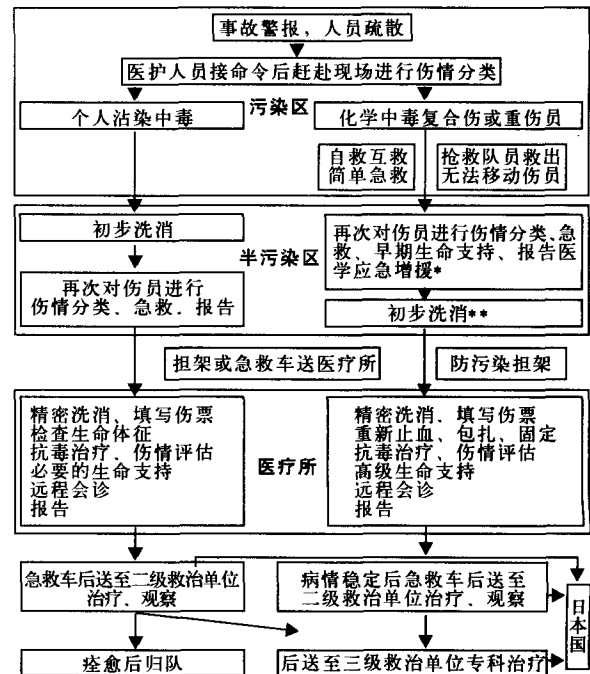 事故警报，人员疏散
医护人员接命令后赶赴现场进行伤情分类
个人沾染中毒
污染区
化学中毒复合伤或重伤员
自救互救
简单急救
抢救队员救出
无法移动伤员
初步洗消
半污染区
再次对伤员进行伤情分类、急
救、早期生命支持、报告医
学应急增援*
再次对伤员进行
伤情分类、急救、报告
初步洗消**
担架或急救车送医疗所
防污染担架
精密洗消、填写伤票
检查生命体征
抗毒治疗、伤情评估
必要的生命支持
远程会诊
报告
医疗所
精密洗消、填写伤票
重新止血、包扎、固定
抗毒治疗、伤情评估
高级生命支持
远程会诊
报告
急救车后送至二级救治单位
治疗、观察
病情稳定后急救车后送至
二级救治单位治疗、观察
日本国
痊愈后归队
后送至三级救治单位专科治疗